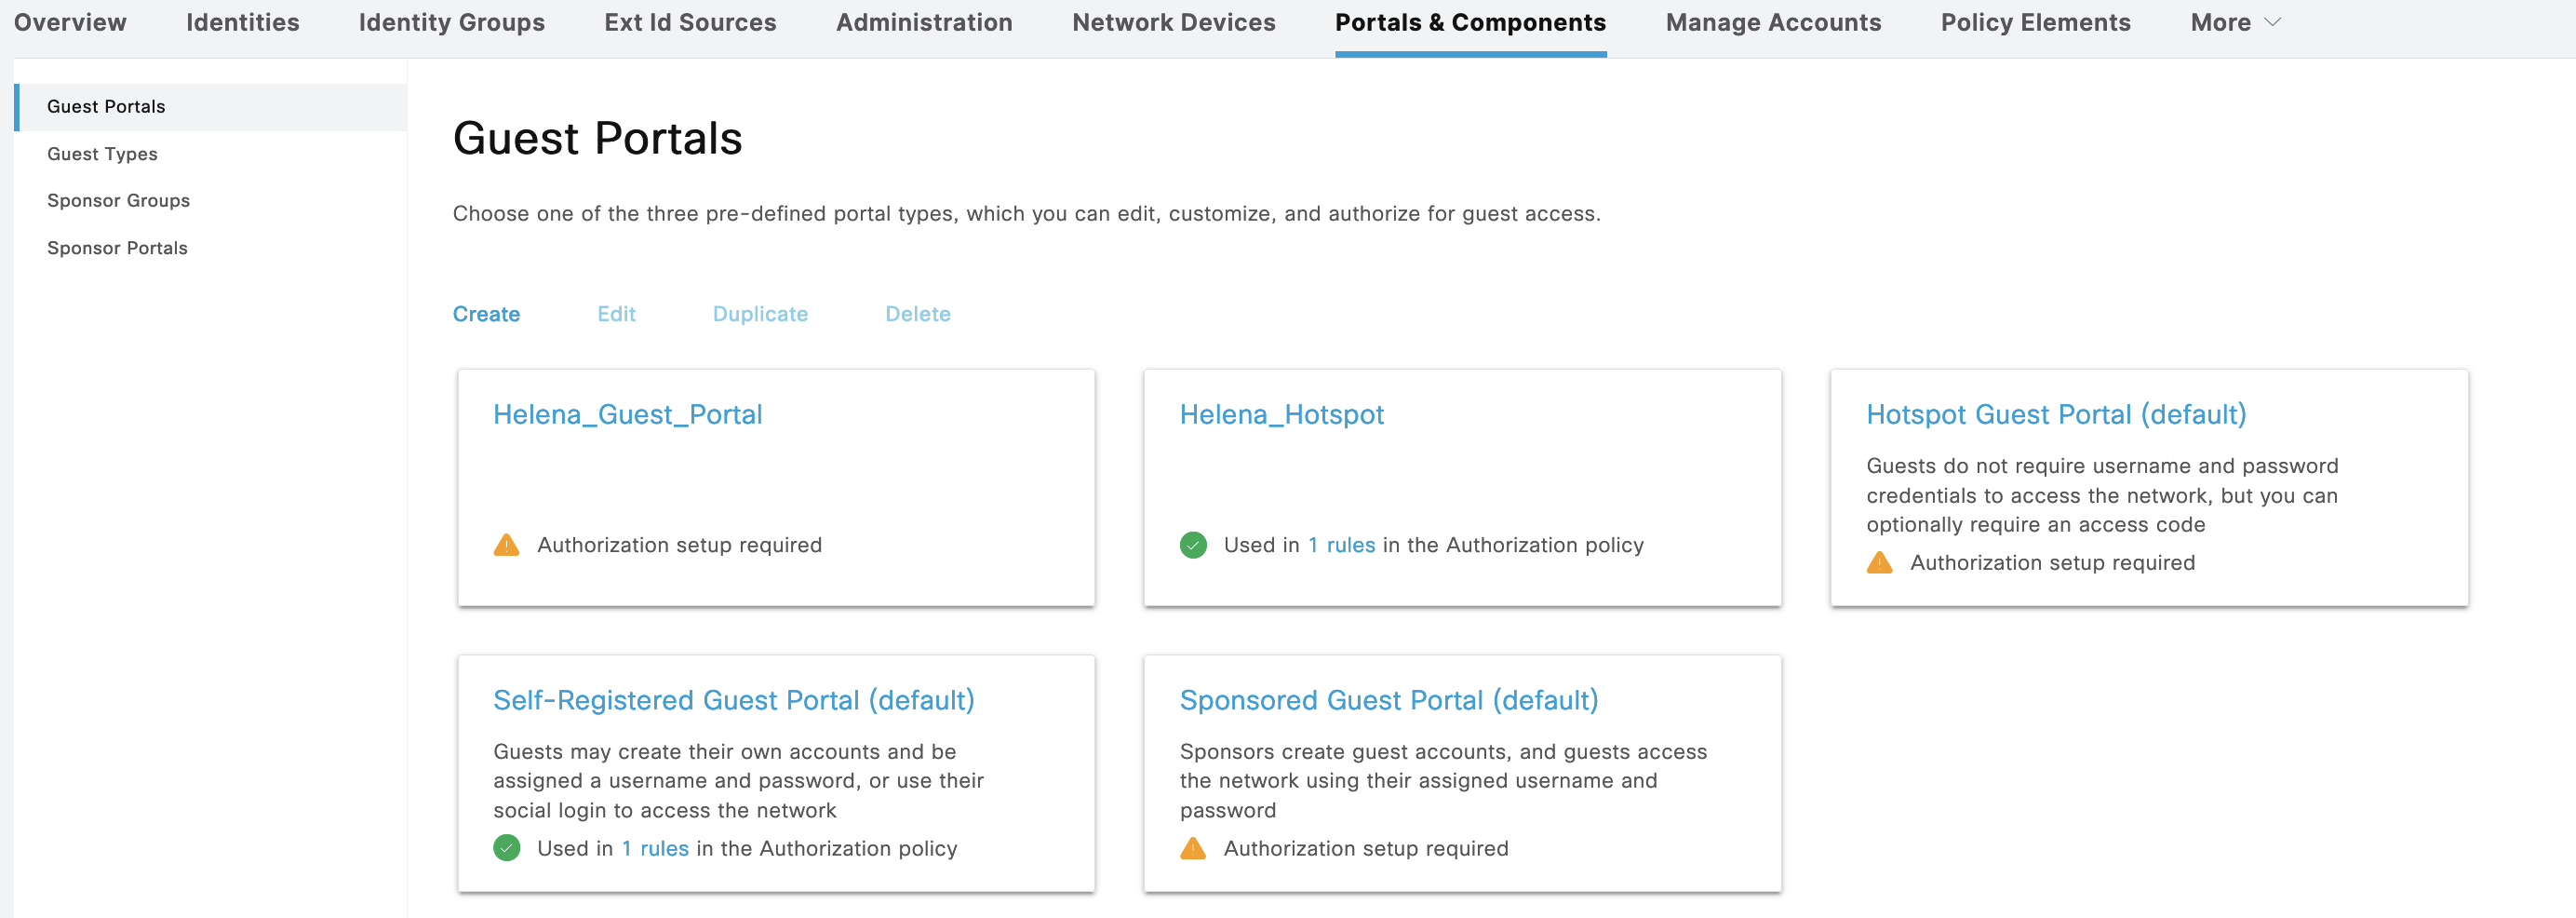 Overview Identities Identity Groups Ext Id Sources Administration Network Devices Portals & Components Manage Accounts Policy Elements More
Guest Portals
Guest Types
Sponsor Groups
Sponsor Portals
Guest Portals
Choose one of the three pre-defined portal types, which you can edit, customize, and authorize for guest access.
Create Edit Duplicate Delete
Helena_Guest_Portal
Authorization setup required
Helena_Hotspot
Used in 1 rules in the Authorization policy
Hotspot Guest Portal (default)
Guests do not require username and password
credentials to access the network, but you can
optionally require an access code
Authorization setup required
Self-Registered Guest Portal (default)
Guests may create their own accounts and be
assigned a username and password, or use their
social login to access the network
Used in 1 rules in the Authorization policy
Sponsored Guest Portal (default)
Sponsors create guest accounts, and guests access
the network using their assigned username and
password
Authorization setup required